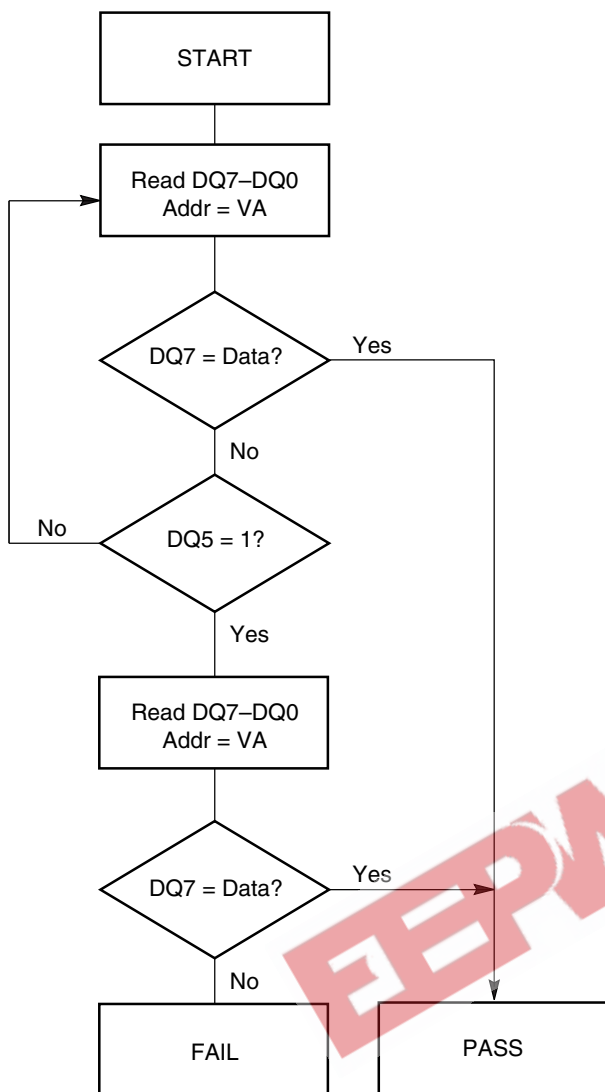 START
Read DQ7–DQ0
Addr = VA
DQ7 = Data?
Yes
No
No
DQ5 = 1?
Yes
Read DQ7–DQ0
Addr = VA
DQ7 = Data?
Yes
No
FAIL
PASS